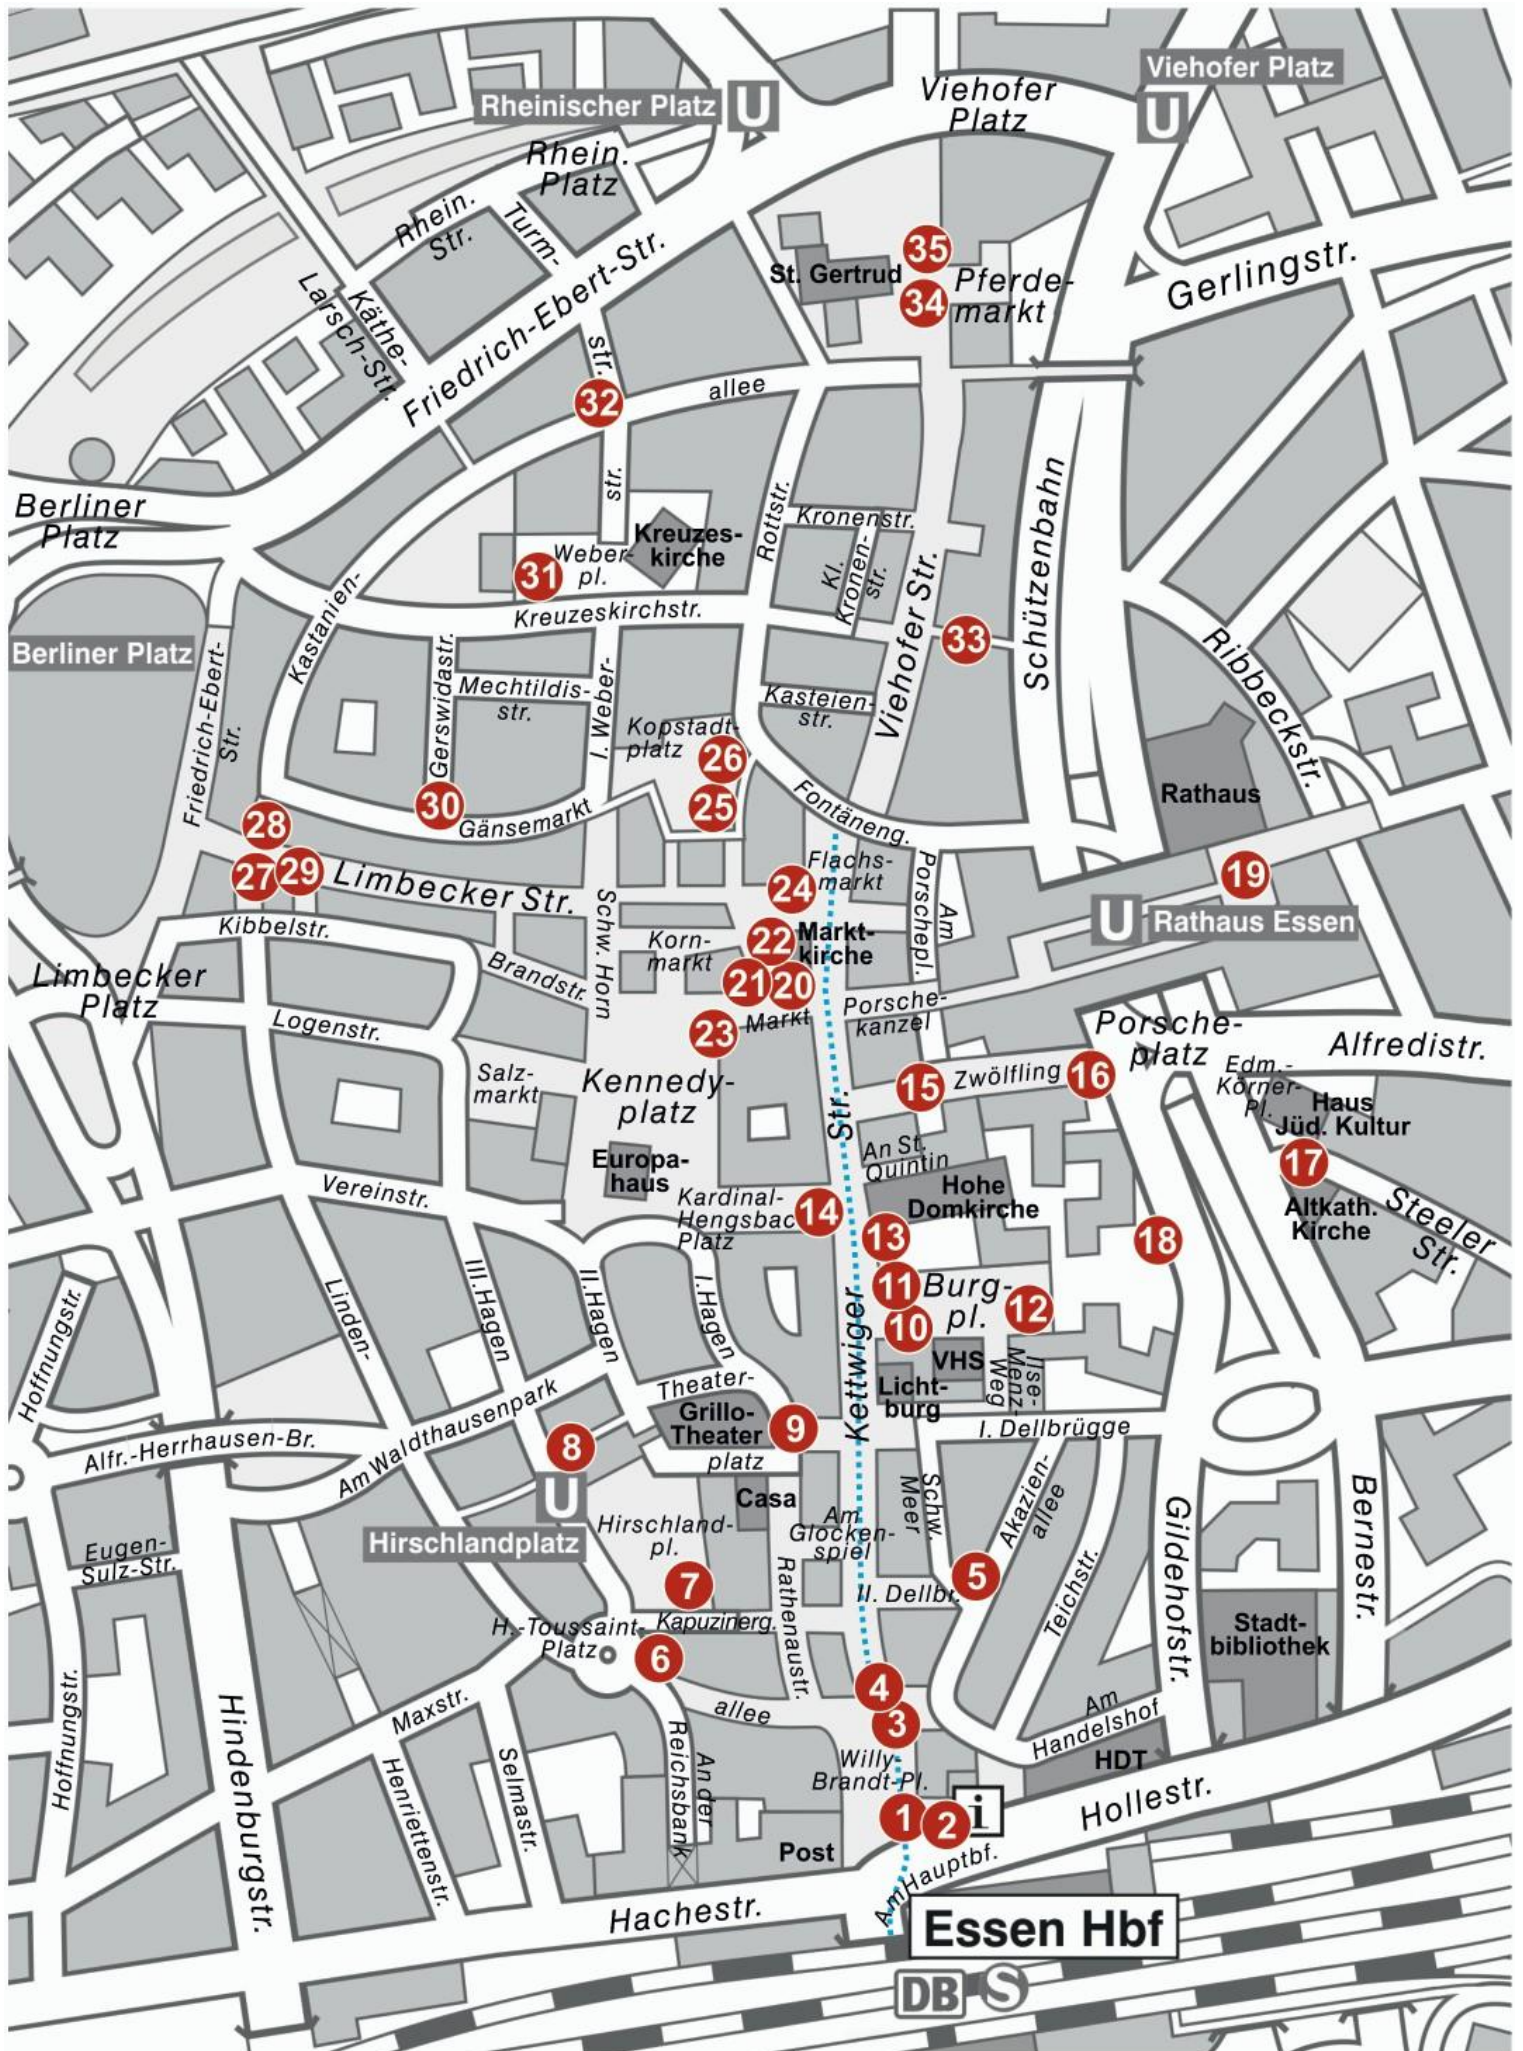 Viehofer Platz
U
Rheinischer Platz
U
Viehofer
Platz
Rhein.
Platz
Rhein.
Str.
Turm-
str.
Käthe-
Larsch-Str.
Friedrich-Ebert-Str.
35
St. Gertrud
34
Pferde-
markt
Gerlingstr.
32
allee
str.
Berliner
Platz
Rottstr.
Kronenstr.
Kl.
Kronen-
str.
Kreuzes-
kirche
Weber-
pl.
31
Kreuzeskirchstr.
Viehofer Str.
Schützenbahn
33
Ribbeckstr.
Berliner Platz
Friedrich-Ebert-
Str.
Kastanien-
Gerswidastr.
Mechtildis-
str.
I. Weber-
Kasteien-
str.
Kopstadt-
platz
26
25
Rathaus
28
30
Gänsemarkt
Fontäneng.
27
29
Limbecker Str.
Flachs-
markt
24
Am
Porschepl.
19
U
Rathaus Essen
Kibbelstr.
Schw. Horn
Korn-
markt
22
Markt-
kirche
21
20
Brandstr.
Limbecker
Platz
Logenstr.
23
Markt
Porsche-
kanzel
Porsche-
platz
Alfredistr.
Salz-
markt
Kennedy-
platz
15
Zwölfling
16
Edm.-
Körner-
Pl.
Haus
Jüd. Kultur
Str.
An St.
Quintin
17
Europa-
haus
Hohe
Domkirche
Altkath.
Kirche
Steeler
Str.
Vereinstr.
Kardinal-
Hengsbac
Platz
14
13
18
11
Burg-
pl.
12
10
Hoffnungstr.
Linden-
III.Hagen
II.Hagen
I.Hagen
Kettwiger
VHS
Licht-
burg
Ilse-
Menz-
Weg
Theater-
Grillo-
Theater
9
platz
I. Dellbrügge
Alfr.-Herrhausen-Br.
Am Waldthausenpark
8
U
Hirschlandplatz
Casa
Hirschland-
pl.
Am
Glocken-
spiel
Schw.
Meer
Akazien-
allee
Teichstr.
Gildehofstr.
Bernestr.
Eugen-
Sulz-Str.
7
5
II. Dellbr.
Kapuzinerg.
Rathenaustr.
H.-Toussaint-
Platz
6
Stadt-
bibliothek
4
3
allee
Maxstr.
Am
Handelshof
HDT
Hoffnungstr.
Hindenburgstr.
Henriettenstr.
Selmastr.
An der
Reichsbank
Willy-
Brandt-Pl.
1
2
i
Hollestr.
Post
Am Hauptbf.
Hachestr.
Essen Hbf
DB
S